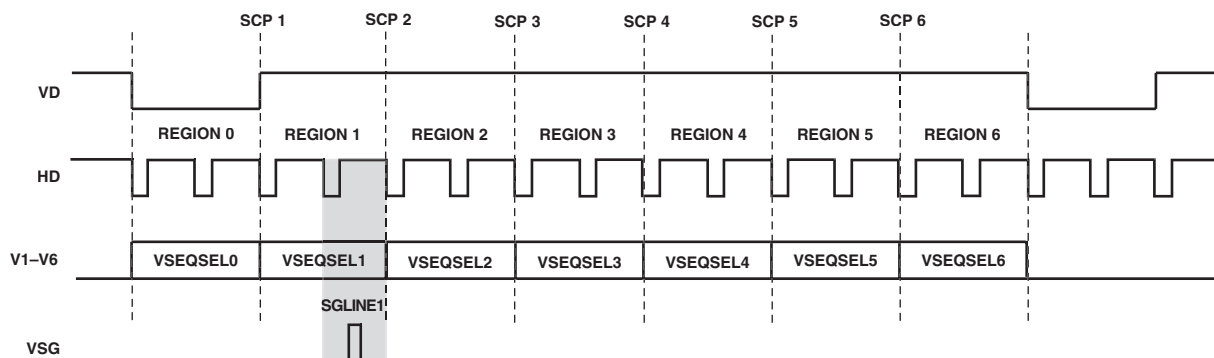 SCP 1 SCP 2 SCP 3 SCP 4 SCP 5 SCP 6
VD
REGION 0 REGION 1 REGION 2 REGION 3 REGION 4 REGION 5 REGION 6
HD
V1–V6 VSEQSEL0 VSEQSEL1 VSEQSEL2 VSEQSEL3 VSEQSEL4 VSEQSEL5 VSEQSEL6
SGLINE1
VSG